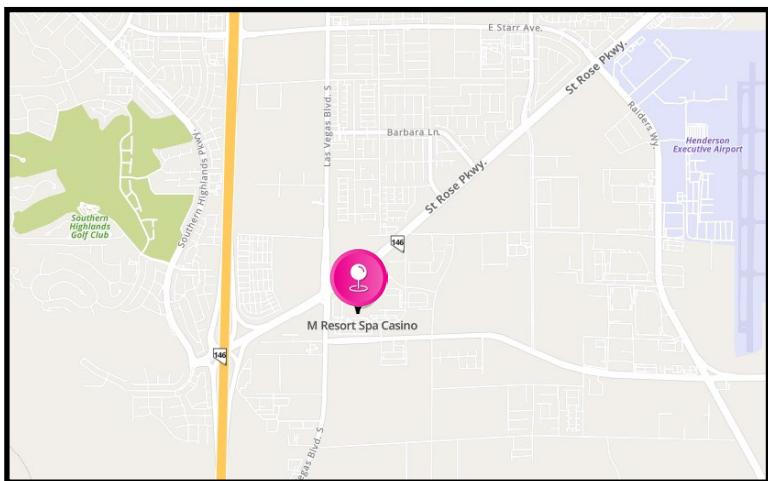 E Starr Ave.
St Rose Pkwy.
Las Vegas Blvd. S
Raiders Wy.
Barbara Ln.
Henderson
Executive Airport
Southern Highlands Pkwy.
St Rose Pkwy.
Southern
Highlands
Golf Club
146
M Resort Spa Casino
146
egas Blvd. S